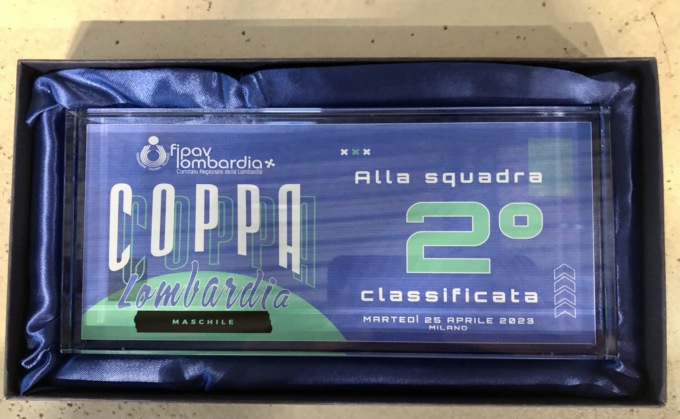 fipav
lombardia
Comitato Regionale della Lombardia
COPPA
Lombardia
MASCHILE
Alla squadra
2°
classificata
MARTEDÌ 25 APRILE 2023
MILANO